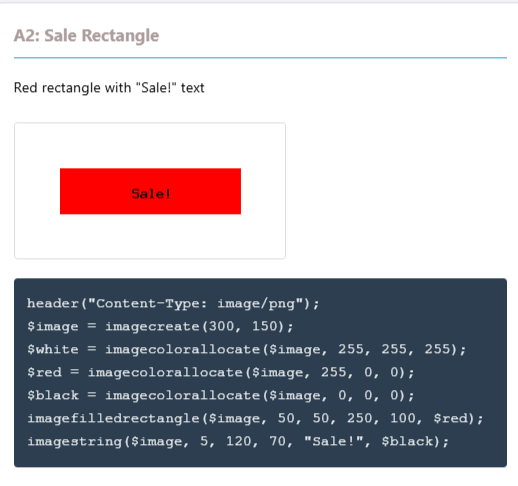 A2: Sale Rectangle
Red rectangle with "Sale!" text
Sale!
header("Content-Type: image/png");
$image = imagecreate(300, 150);
$white = imagecolorallocate($image, 255, 255, 255);
$red = imagecolorallocate($image, 255, 0, 0);
$black = imagecolorallocate($image, 0, 0, 0);
imagefilledrectangle($image, 50, 50, 250, 100, $red);
imagestring($image, 5, 120, 70, "Sale!", $black);